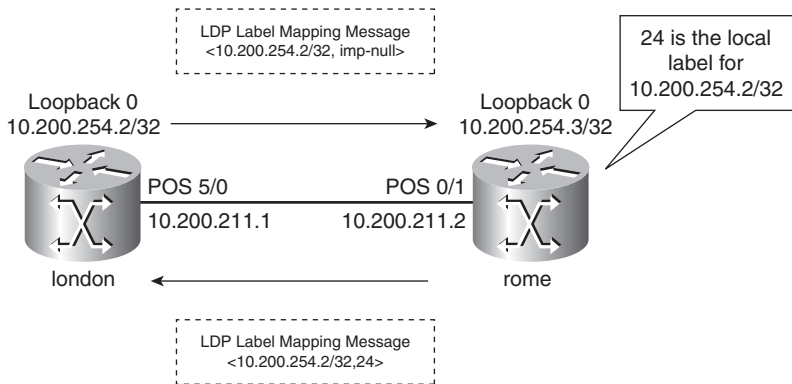 LDP Label Mapping Message
<10.200.254.2/32, imp-null>
24 is the local
label for
10.200.254.2/32
Loopback 0
10.200.254.2/32
Loopback 0
10.200.254.3/32
POS 5/0
POS 0/1
10.200.211.1
10.200.211.2
london
rome
LDP Label Mapping Message
<10.200.254.2/32,24>